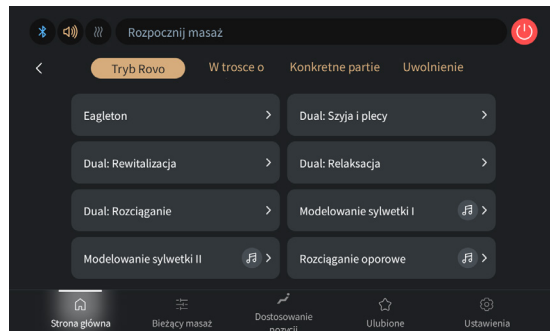 Rozpocznij masaż
Tryb Rovo W trosce o Konkretne partie Uwolnienie
Eagleton Dual: Szyja i plecy
Dual: Rewitalizacja Dual: Relaksacja
Dual: Rozciąganie Modelowanie sylwetki I
Modelowanie sylwetki II Rozciąganie oporowe
Strona główna Bieżący masaż Dostosowanie pozycji Ulubione Ustawienia